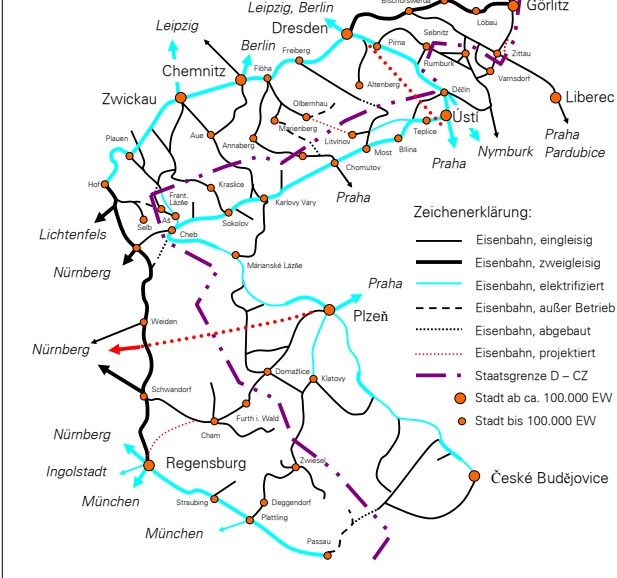 Bischofswerda
Görlitz
Leipzig, Berlin
Löbau
Leipzig
Dresden
Sebnitz
Pirna
Zittau
Berlin
Freiberg
Rumburk
Flöha
Varnsdorf
Chemnitz
Altenberg
Děčín
Liberec
Zwickau
Olbernhau
Ústí
Marienberg
Teplice
Aue
Annaberg
Litvínov
Praha
Pardubice
Plauen
Most
Bílina
Nymburk
Praha
Chomutov
Hof
Kraslice
Frant.
Lázăe
Praha
Karlovy Vary
Aš
Sokolov
Selb
Cheb
Lichtenfels
Zeichenerklärung:
Eisenbahn, eingleisig
Eisenbahn, zweigleisig
Eisenbahn, elektrifiziert
Eisenbahn, außer Betrieb
Eisenbahn, abgebaut
Eisenbahn, projektiert
Staatsgrenze D – CZ
Stadt ab ca. 100.000 EW
Stadt bis 100.000 EW
Nürnberg
Márianské Lázăe
Praha
Plzeň
Weiden
Nürnberg
Domažlice
Klatovy
Schwandorf
Furth i. Wald
Cham
Nürnberg
Regensburg
Zwiesel
Ingolstadt
České Budějovice
München
Straubing
Deggendorf
Plattling
München
Passau